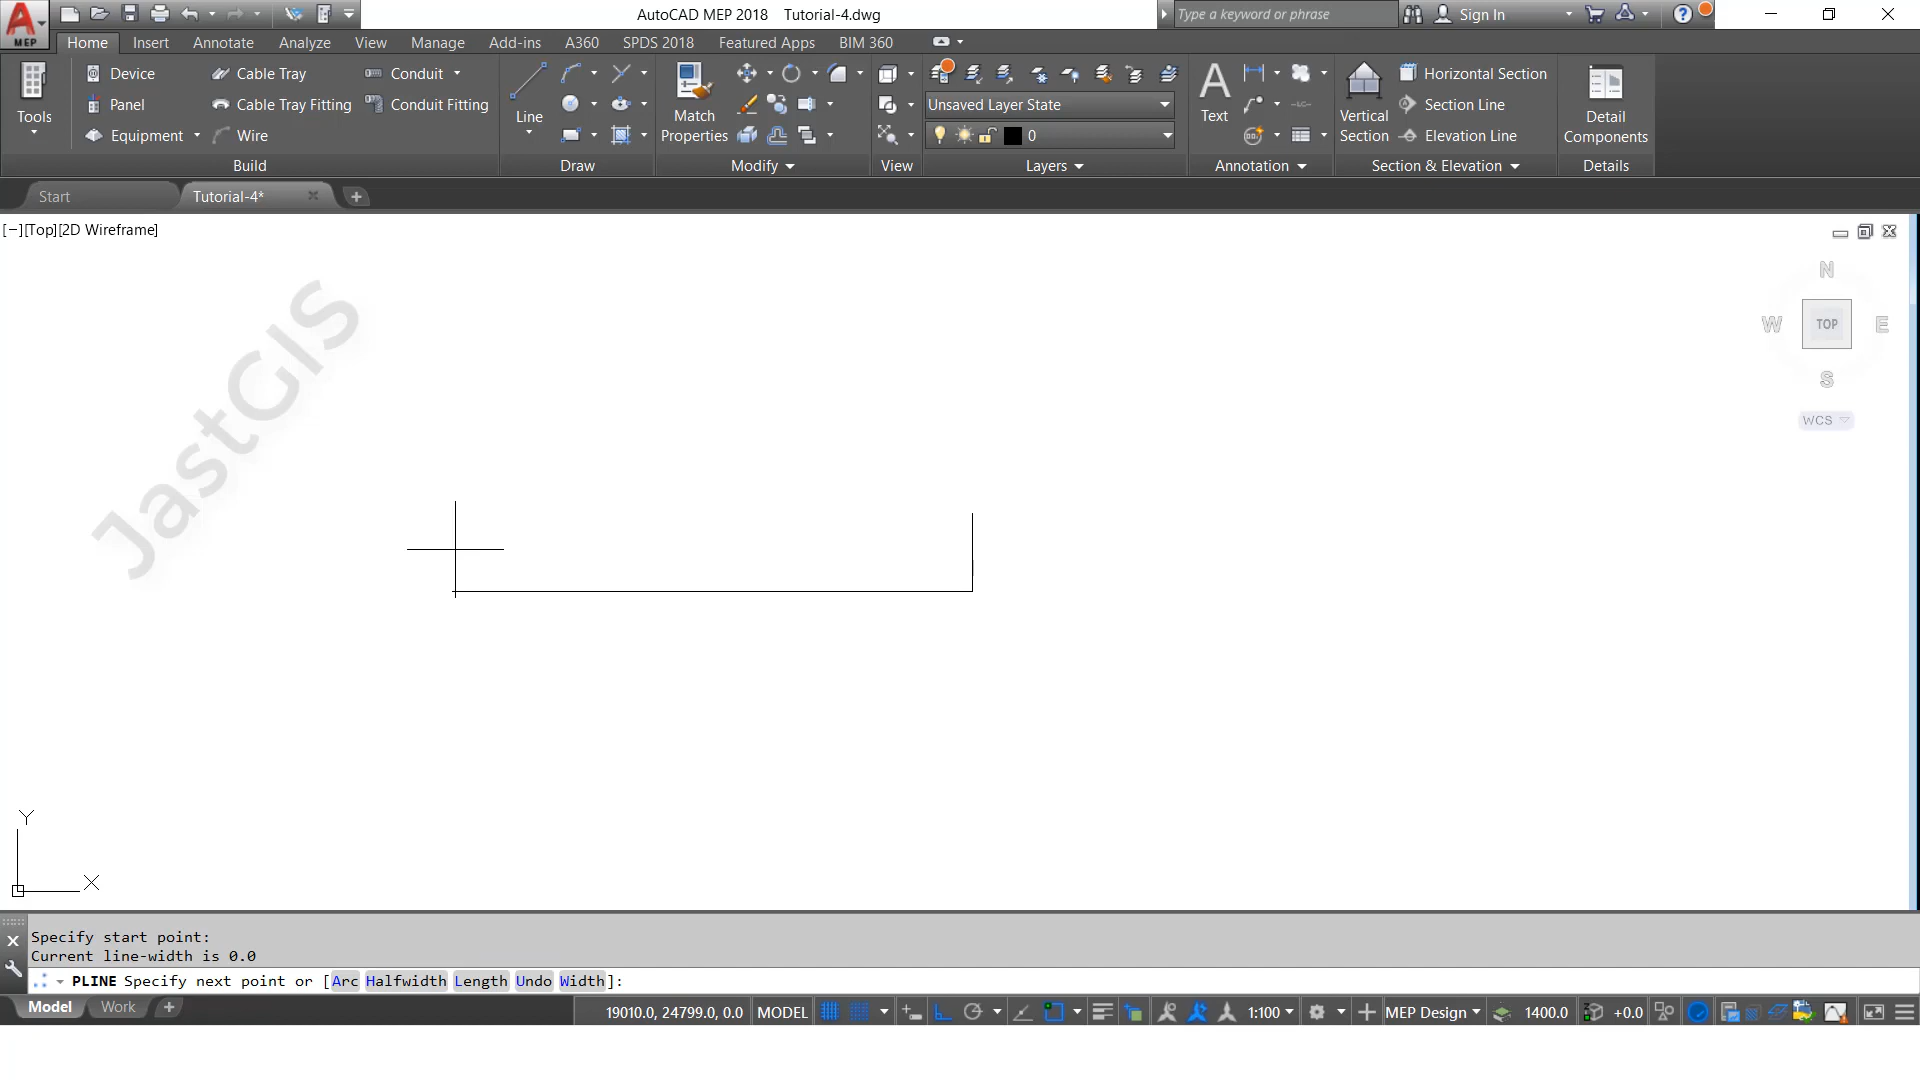 MEP
AutoCAD MEP 2018 Tutorial-4.dwg
Type a keyword or phrase
Sign In
Home Insert Annotate Analyze View Manage Add-ins A360 SPDS 2018 Featured Apps BIM 360
Tools
Device
Panel
Equipment
Cable Tray
Cable Tray Fitting
Wire
Conduit
Conduit Fitting
Build
Line
Draw
Match
Properties
Modify
View
Unsaved Layer State
0
Layers
Text
Annotation
Vertical
Section
Horizontal Section
Section Line
Elevation Line
Section & Elevation
Detail
Components
Details
Start Tutorial-4*
[−][Top][2D Wireframe]
JastGIS
N
W TOP E
S
WCS
Y
X
Specify start point:
Current line-width is 0.0
PLINE Specify next point or [Arc Halfwidth Length Undo Width]:
Model Work 19010.0, 24799.0, 0.0 MODEL 1:100 MEP Design 1400.0 +0.0